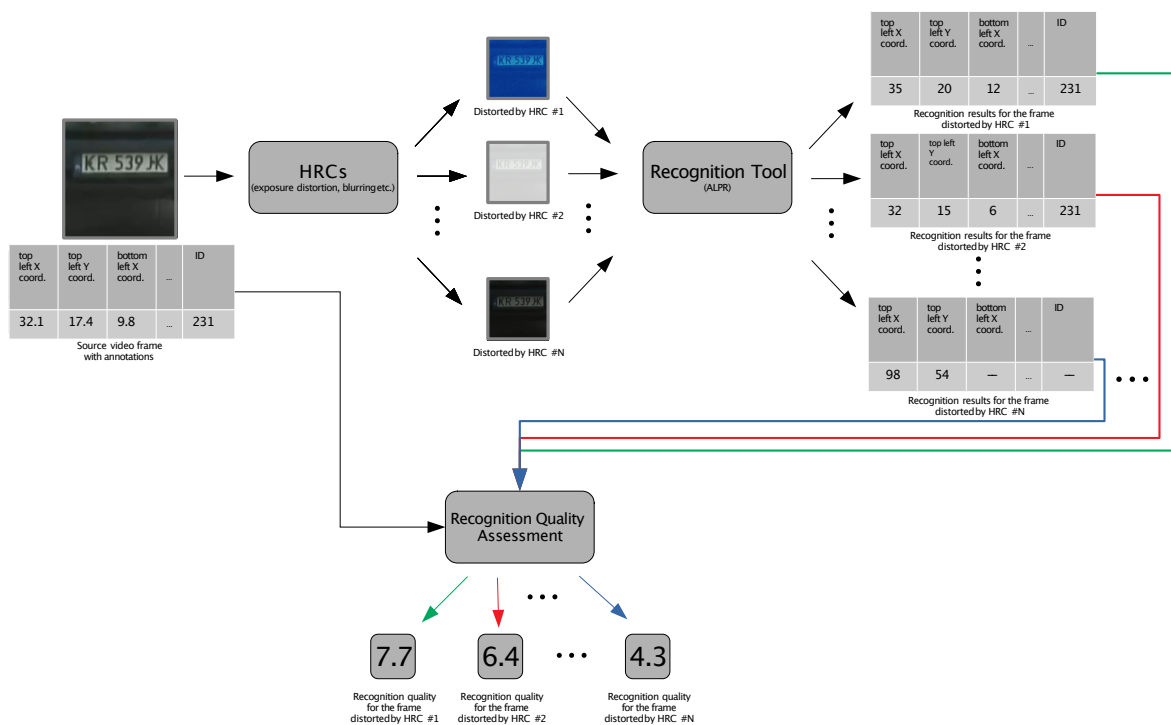 KR 539 JK
top left X coord.
top left Y coord.
bottom left X coord.
...
ID
32.1
17.4
9.8
...
231
Source video frame
with annotations
HRCs
(exposure distortion, blurring etc.)
KR 539 JK
Distorted by HRC #1
KR 539 JK
Distorted by HRC #2
KR 539 JK
Distorted by HRC #N
Recognition Tool
(ALPR)
top left X coord.
top left Y coord.
bottom left X coord.
...
ID
35
20
12
...
231
Recognition results for the frame
distorted by HRC #1
top left X coord.
top left Y coord.
bottom left X coord.
...
ID
32
15
6
...
231
Recognition results for the frame
distorted by HRC #2
top left X coord.
top left Y coord.
bottom left X coord.
...
ID
98
54
—
...
—
Recognition results for the frame
distorted by HRC #N
Recognition Quality
Assessment
7.7
6.4
4.3
Recognition quality
for the frame
distorted by HRC #1
Recognition quality
for the frame
distorted by HRC #2
Recognition quality
for the frame
distorted by HRC #N